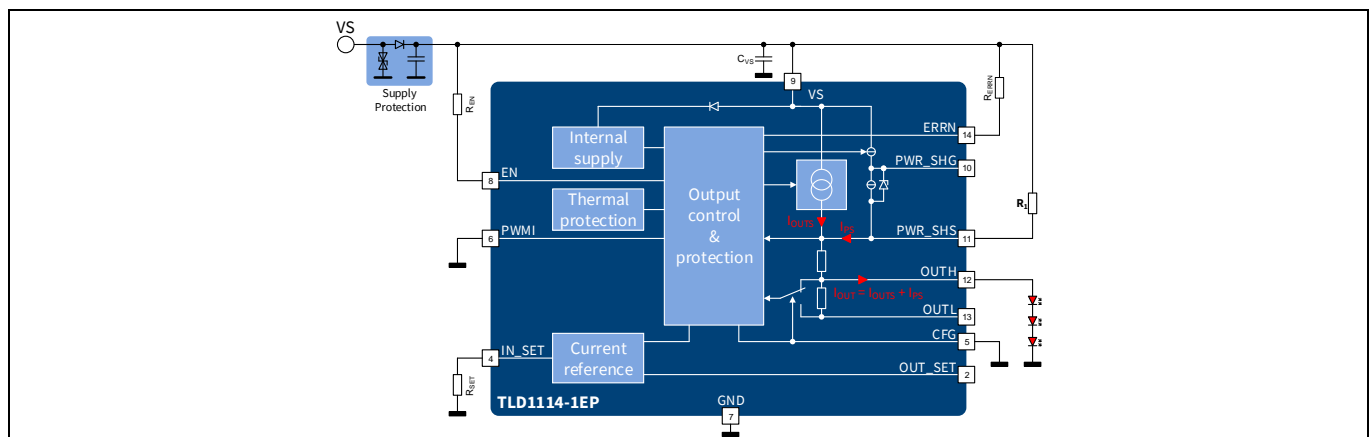 VS
Supply
Protection
R_EN
C_VS
R_ERRN
R₁
9
VS
Internal
supply
ERRN
14
PWR_SHG
10
EN
8
Thermal
protection
Output
control
&
protection
I_OUTS
I_PS
PWR_SHS
11
PWMI
6
OUTH
12
I_OUT = I_OUTS + I_PS
OUTL
13
CFG
5
IN_SET
4
Current
reference
OUT_SET
2
R_SET
TLD1114-1EP
GND
7